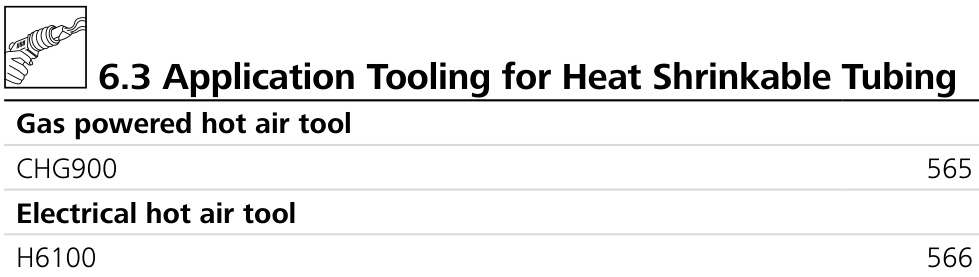 6.3 Application Tooling for Heat Shrinkable Tubing
Gas powered hot air tool
CHG900 565
Electrical hot air tool
H6100 566